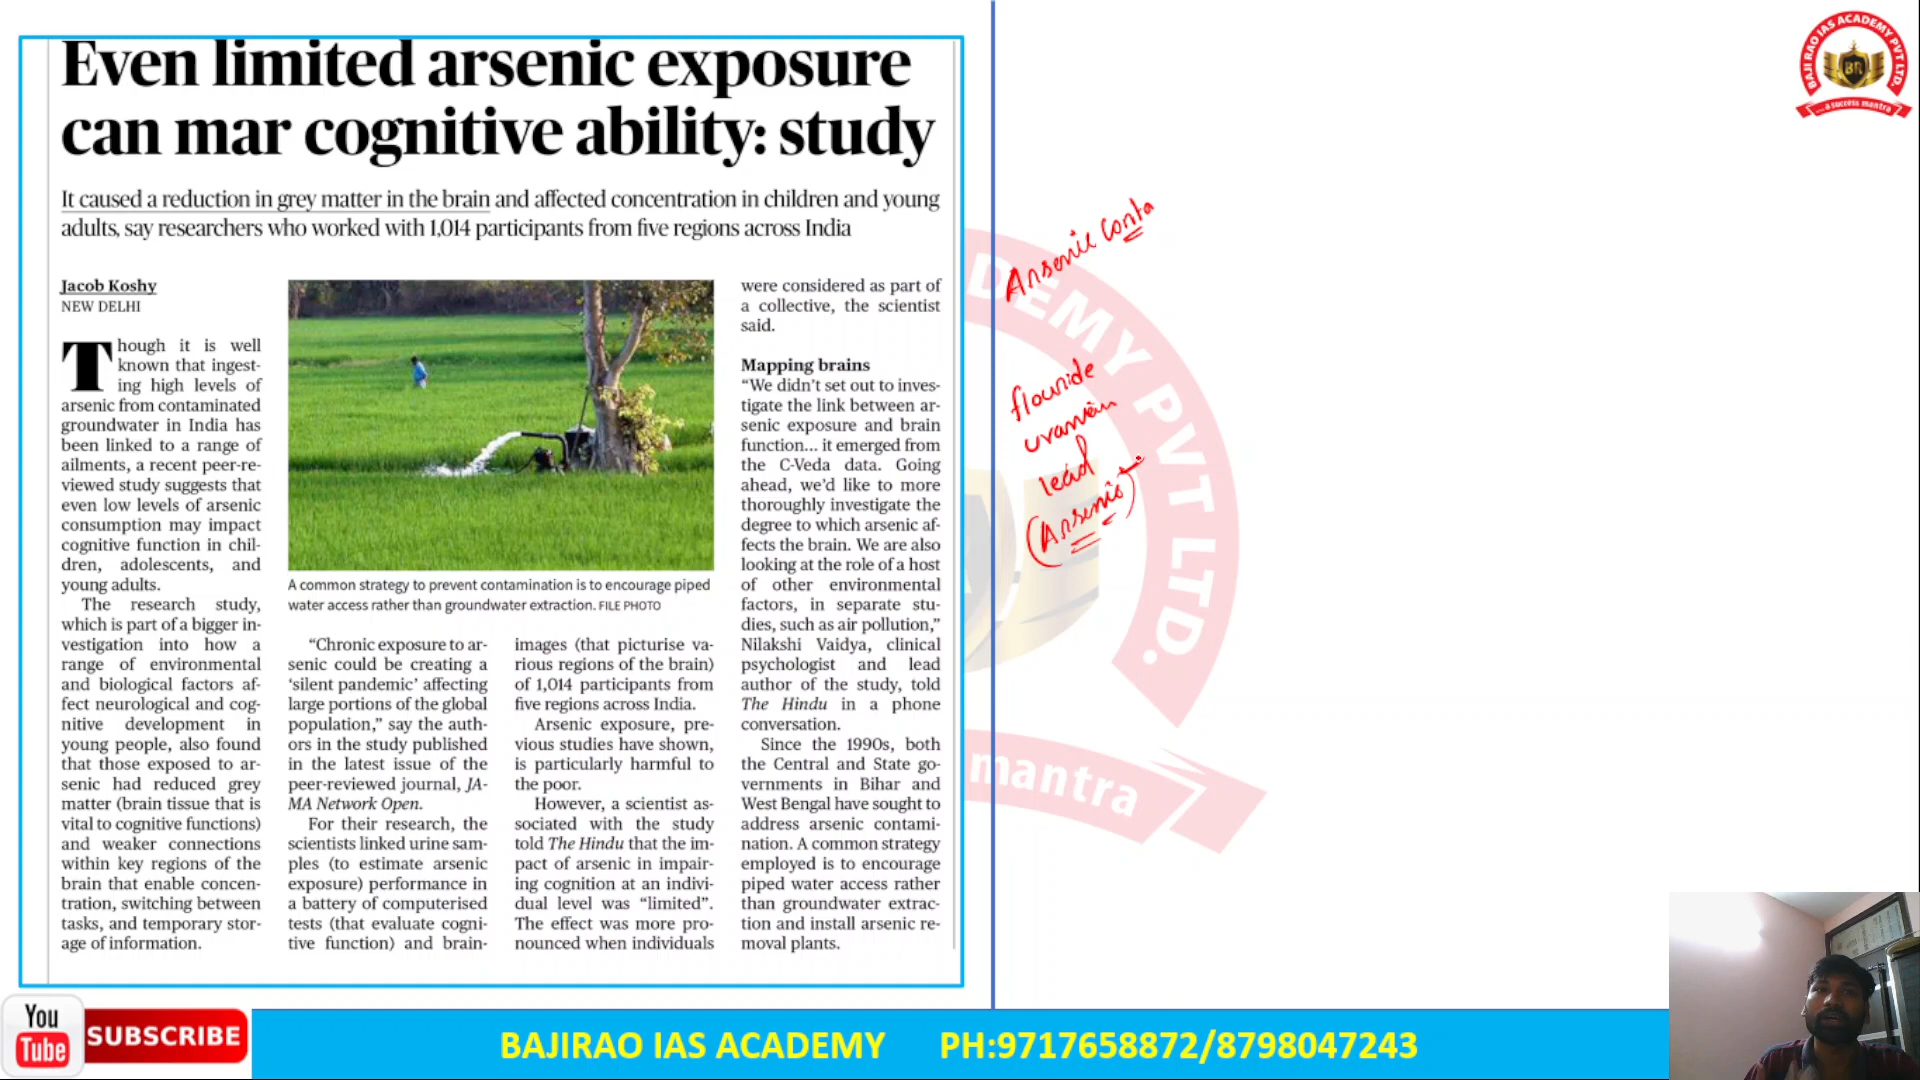 Even limited arsenic exposure
can mar cognitive ability: study
It caused a reduction in grey matter in the brain and affected concentration in children and young
adults, say researchers who worked with 1,014 participants from five regions across India
Jacob Koshy
NEW DELHI
Though it is well
known that ingest-
ing high levels of
arsenic from contaminated
groundwater in India has
been linked to a range of
ailments, a recent peer-re-
viewed study suggests that
even low levels of arsenic
consumption may impact
cognitive function in chil-
dren, adolescents, and
young adults.
The research study,
which is part of a bigger in-
vestigation into how a
range of environmental
and biological factors af-
fect neurological and cog-
nitive development in
young people, also found
that those exposed to ar-
senic had reduced grey
matter (brain tissue that is
vital to cognitive functions)
and weaker connections
within key regions of the
brain that enable concen-
tration, switching between
tasks, and temporary stor-
age of information.
A common strategy to prevent contamination is to encourage piped
water access rather than groundwater extraction. FILE PHOTO
“Chronic exposure to ar-
senic could be creating a
‘silent pandemic’ affecting
large portions of the global
population,” say the auth-
ors in the study published
in the latest issue of the
peer-reviewed journal, JA-
MA Network Open.
For their research, the
scientists linked urine sam-
ples (to estimate arsenic
exposure) performance in
a battery of computerised
tests (that evaluate cogni-
tive function) and brain-
images (that picturise va-
rious regions of the brain)
of 1,014 participants from
five regions across India.
Arsenic exposure, pre-
vious studies have shown,
is particularly harmful to
the poor.
However, a scientist as-
sociated with the study
told The Hindu that the im-
pact of arsenic in impair-
ing cognition at an indivi-
dual level was “limited”.
The effect was more pro-
nounced when individuals
were considered as part of
a collective, the scientist
said.
Mapping brains
“We didn’t set out to inves-
tigate the link between ar-
senic exposure and brain
function... it emerged from
the C-Veda data. Going
ahead, we’d like to more
thoroughly investigate the
degree to which arsenic af-
fects the brain. We are also
looking at the role of a host
of other environmental
factors, in separate stu-
dies, such as air pollution,”
Nilakshi Vaidya, clinical
psychologist and lead
author of the study, told
The Hindu in a phone
conversation.
Since the 1990s, both
the Central and State go-
vernments in Bihar and
West Bengal have sought to
address arsenic contami-
nation. A common strategy
employed is to encourage
piped water access rather
than groundwater extrac-
tion and install arsenic re-
moval plants.
Arsenic conta
flouride
lead
(Arsenic)
DEMY PVT LTD.
mantra
BAJI RAO IAS ACADEMY PVT LTD.
BR
...a success mantra
You
Tube
SUBSCRIBE
BAJIRAO IAS ACADEMY PH:9717658872/8798047243